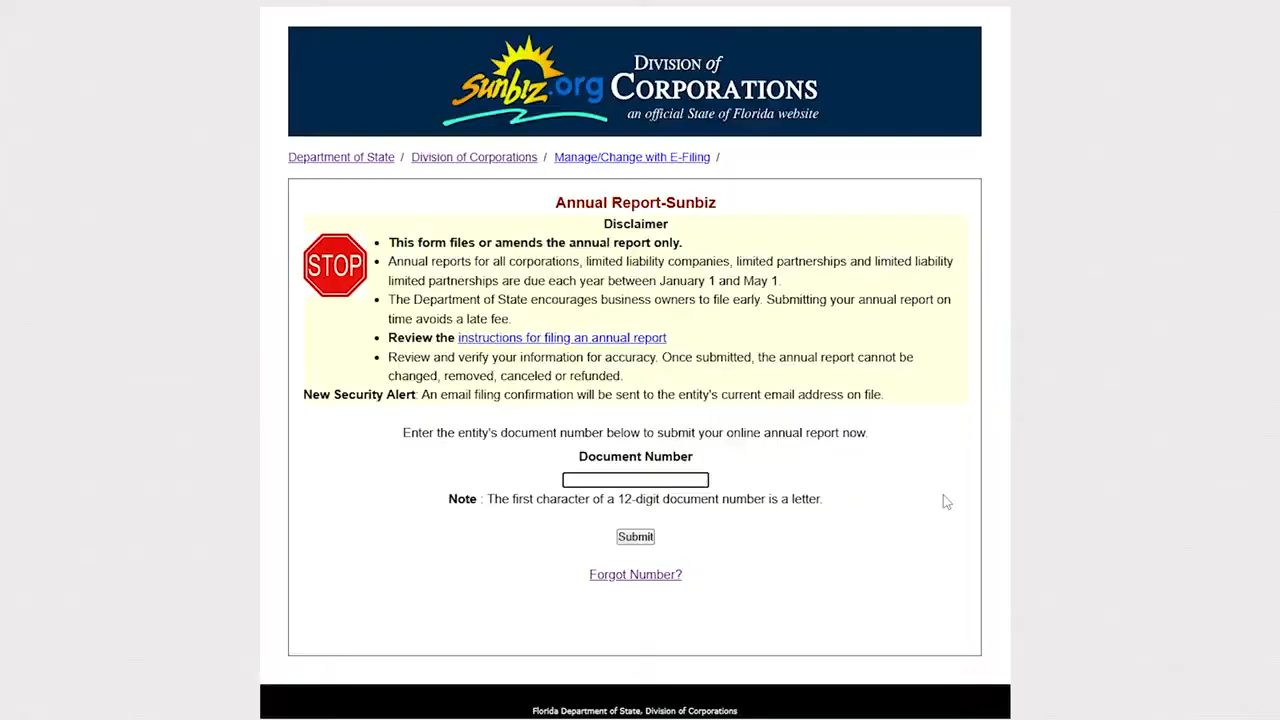 sunbiz.org
DIVISION of
CORPORATIONS
an official State of Florida website
Department of State / Division of Corporations / Manage/Change with E-Filing /
Annual Report-Sunbiz
Disclaimer
STOP
• This form files or amends the annual report only.
• Annual reports for all corporations, limited liability companies, limited partnerships and limited liability
limited partnerships are due each year between January 1 and May 1.
• The Department of State encourages business owners to file early. Submitting your annual report on
time avoids a late fee.
• Review the instructions for filing an annual report
• Review and verify your information for accuracy. Once submitted, the annual report cannot be
changed, removed, canceled or refunded.
New Security Alert: An email filing confirmation will be sent to the entity's current email address on file.
Enter the entity's document number below to submit your online annual report now.
Document Number
Note : The first character of a 12-digit document number is a letter.
Submit
Forgot Number?
Florida Department of State, Division of Corporations